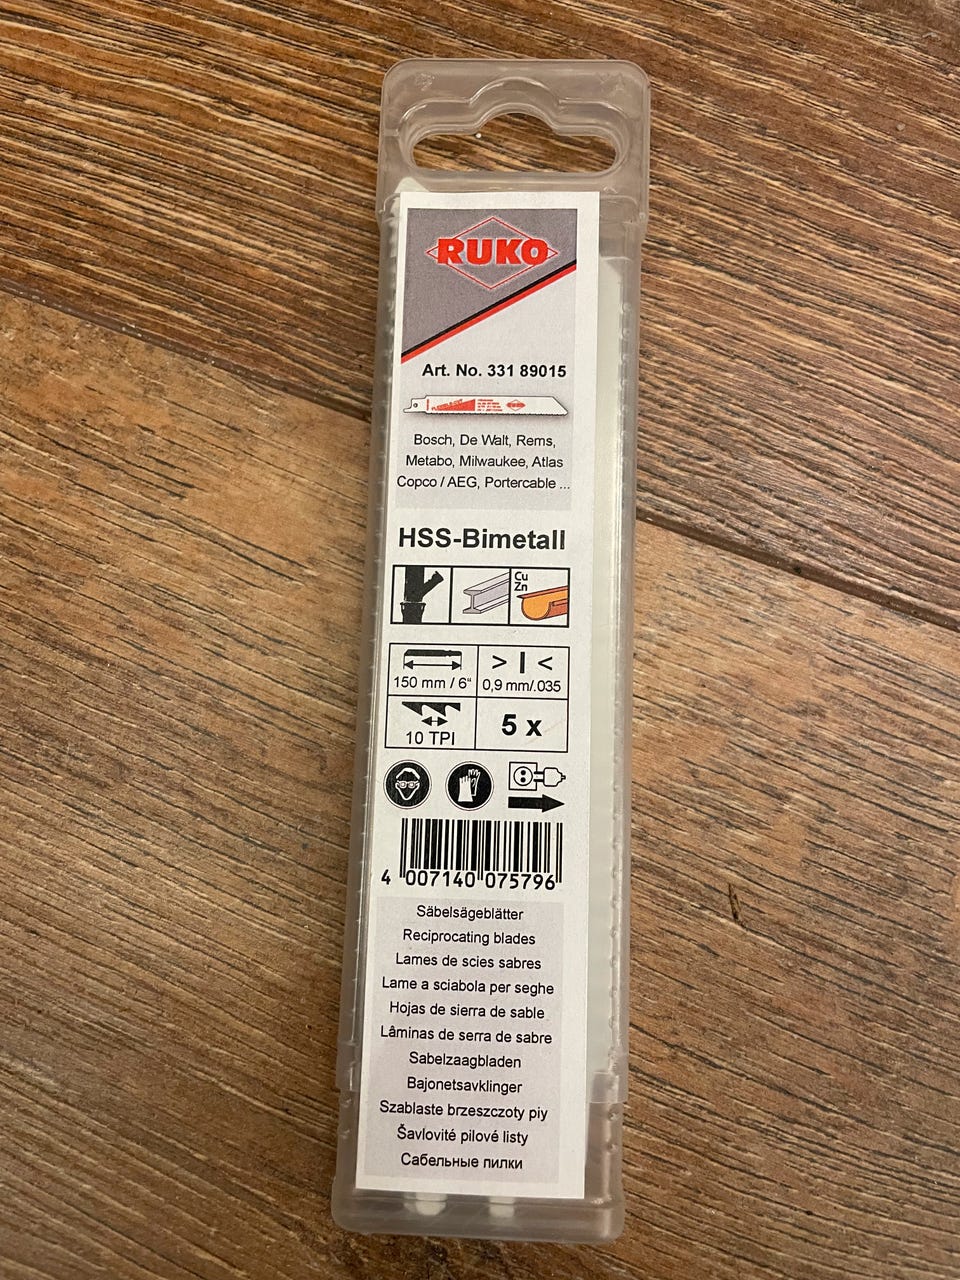 RUKO
Art. No. 331 89015
RUKO
Bosch, De Walt, Rems,
Metabo, Milwaukee, Atlas
Copco / AEG, Portercable ...
HSS-Bimetall
Cu
Zn
150 mm / 6“
> <
0,9 mm/.035
10 TPI
5 x
4 007140 075796
Säbelsägeblätter
Reciprocating blades
Lames de scies sabres
Lame a sciabola per seghe
Hojas de sierra de sable
Lâminas de serra de sabre
Sabelzaagbladen
Bajonetsavklinger
Szablaste brzeszczoty piy
Šavlovité pilové listy
Сабельные пилки